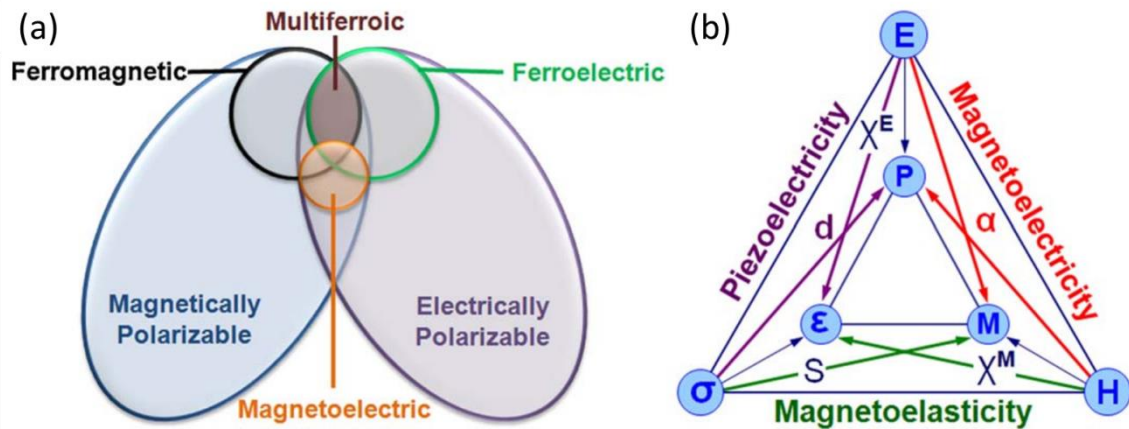 (a)
Multiferroic
Ferromagnetic
Ferroelectric
Magnetically
Polarizable
Electrically
Polarizable
Magnetoelectric
(b)
E
Piezoelectricity
Magnetoelectricity
χᴱ
P
d
α
ε
M
σ
S
χᴹ
H
Magnetoelasticity